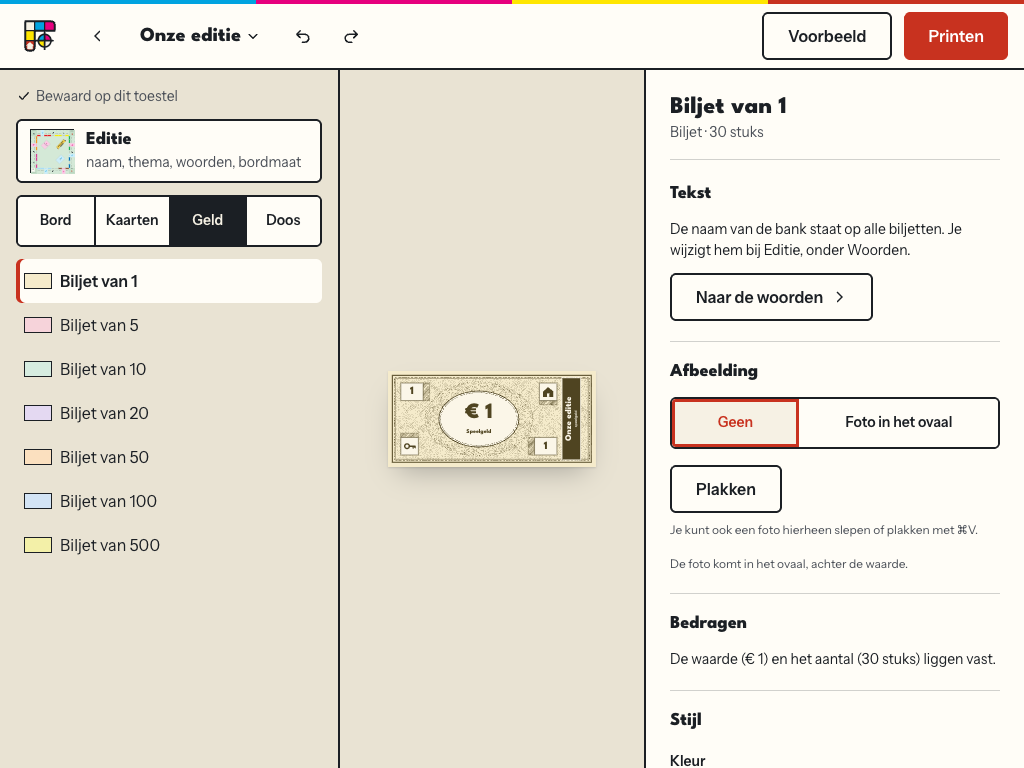 Onze editie
Voorbeeld
Printen
Bewaard op dit toestel
Editie
naam, thema, woorden, bordmaat
Bord
Kaarten
Geld
Doos
Biljet van 1
Biljet van 5
Biljet van 10
Biljet van 20
Biljet van 50
Biljet van 100
Biljet van 500
1
€ 1
Speelgeld
1
Onze editie
Biljet van 1
Biljet · 30 stuks
Tekst
De naam van de bank staat op alle biljetten. Je
wijzigt hem bij Editie, onder Woorden.
Naar de woorden
Afbeelding
Geen
Foto in het ovaal
Plakken
Je kunt ook een foto hierheen slepen of plakken met ⌘V.
De foto komt in het ovaal, achter de waarde.
Bedragen
De waarde (€ 1) en het aantal (30 stuks) liggen vast.
Stijl
Kleur